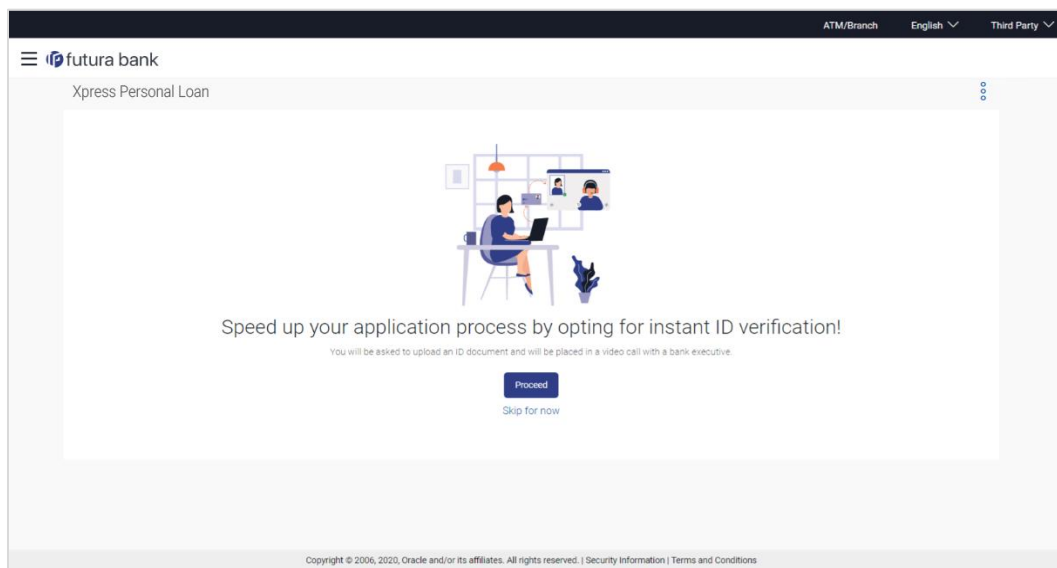 ATM/Branch English Third Party
futura bank
Xpress Personal Loan
Speed up your application process by opting for instant ID verification!
You will be asked to upload an ID document and will be placed in a video call with a bank executive.
Proceed
Skip for now
Copyright © 2006, 2020, Oracle and/or its affiliates. All rights reserved. | Security Information | Terms and Conditions